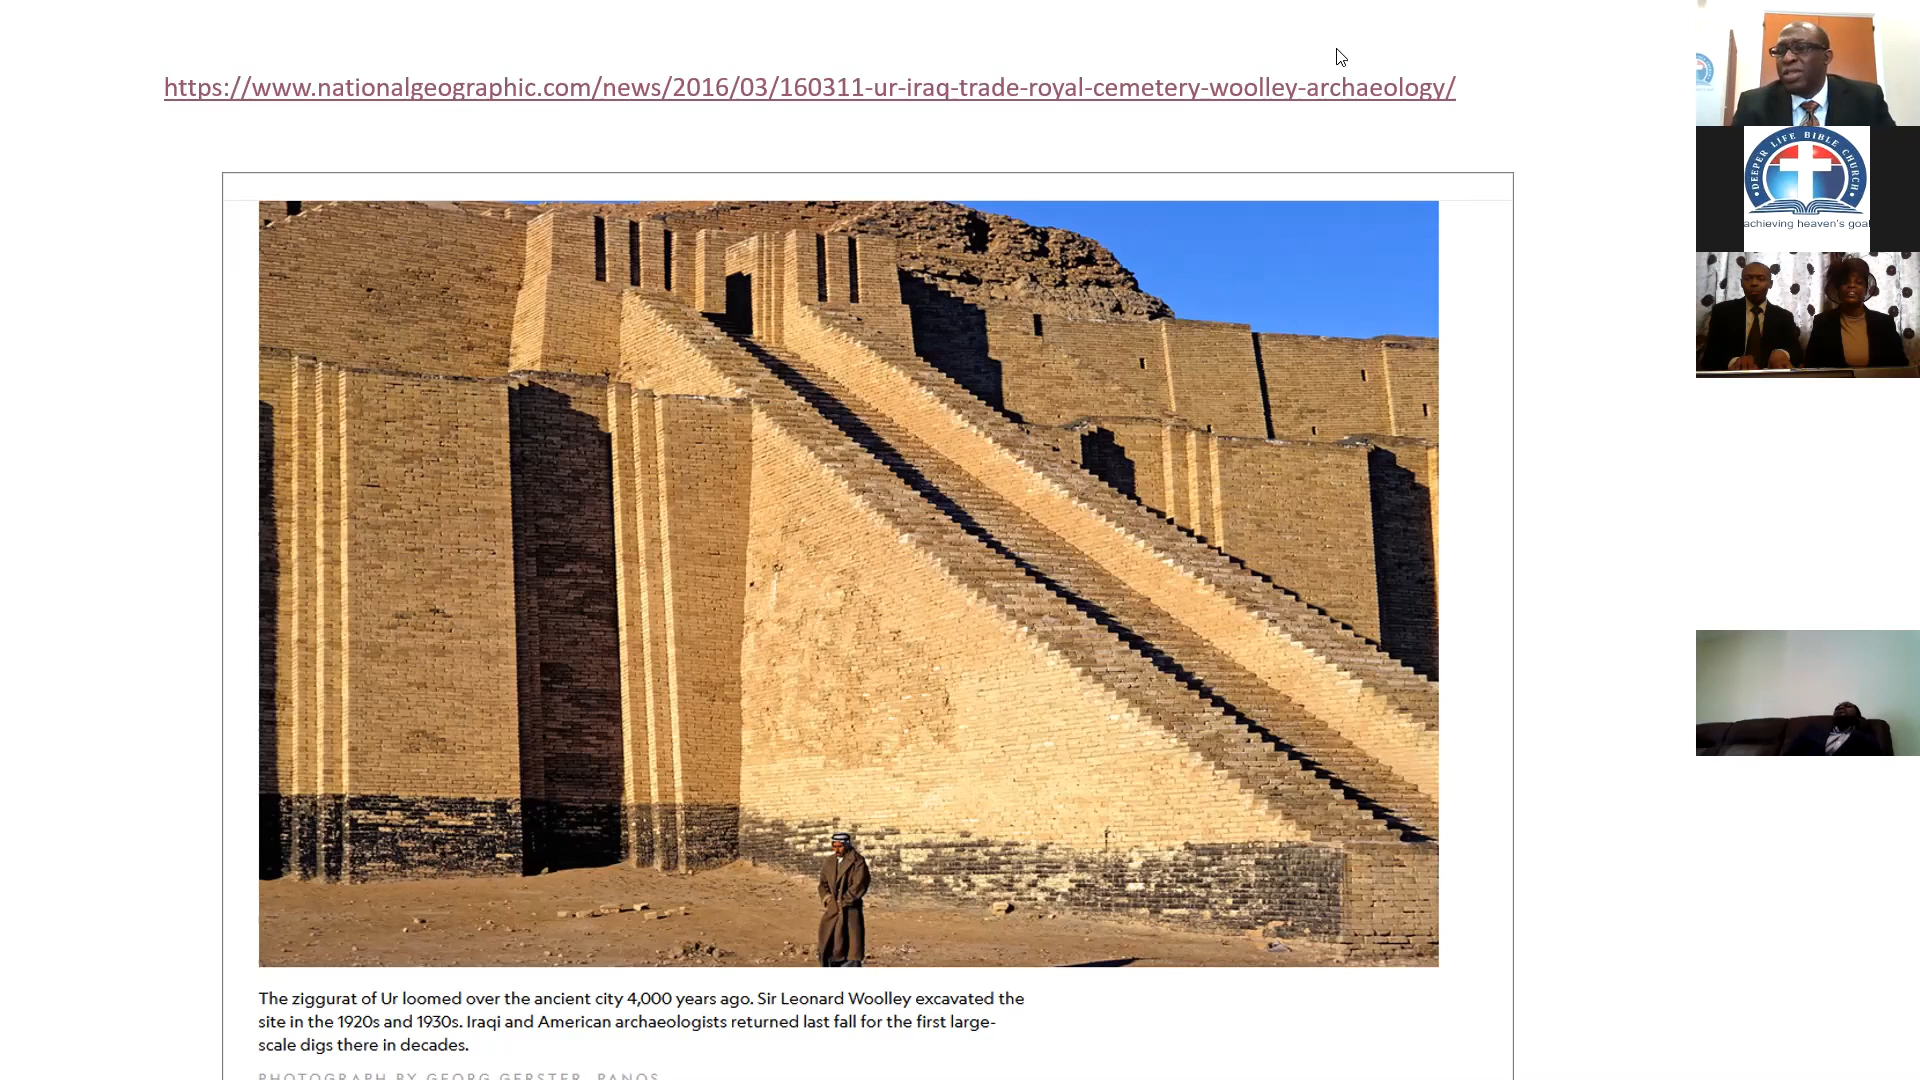 https://www.nationalgeographic.com/news/2016/03/160311-ur-iraq-trade-royal-cemetery-woolley-archaeology/
The ziggurat of Ur loomed over the ancient city 4,000 years ago. Sir Leonard Woolley excavated the
site in the 1920s and 1930s. Iraqi and American archaeologists returned last fall for the first large-
scale digs there in decades.
PHOTOGRAPH BY GEORG GERSTER, PANOS
DEEPER LIFE BIBLE CHURCH
achieving heaven's goal